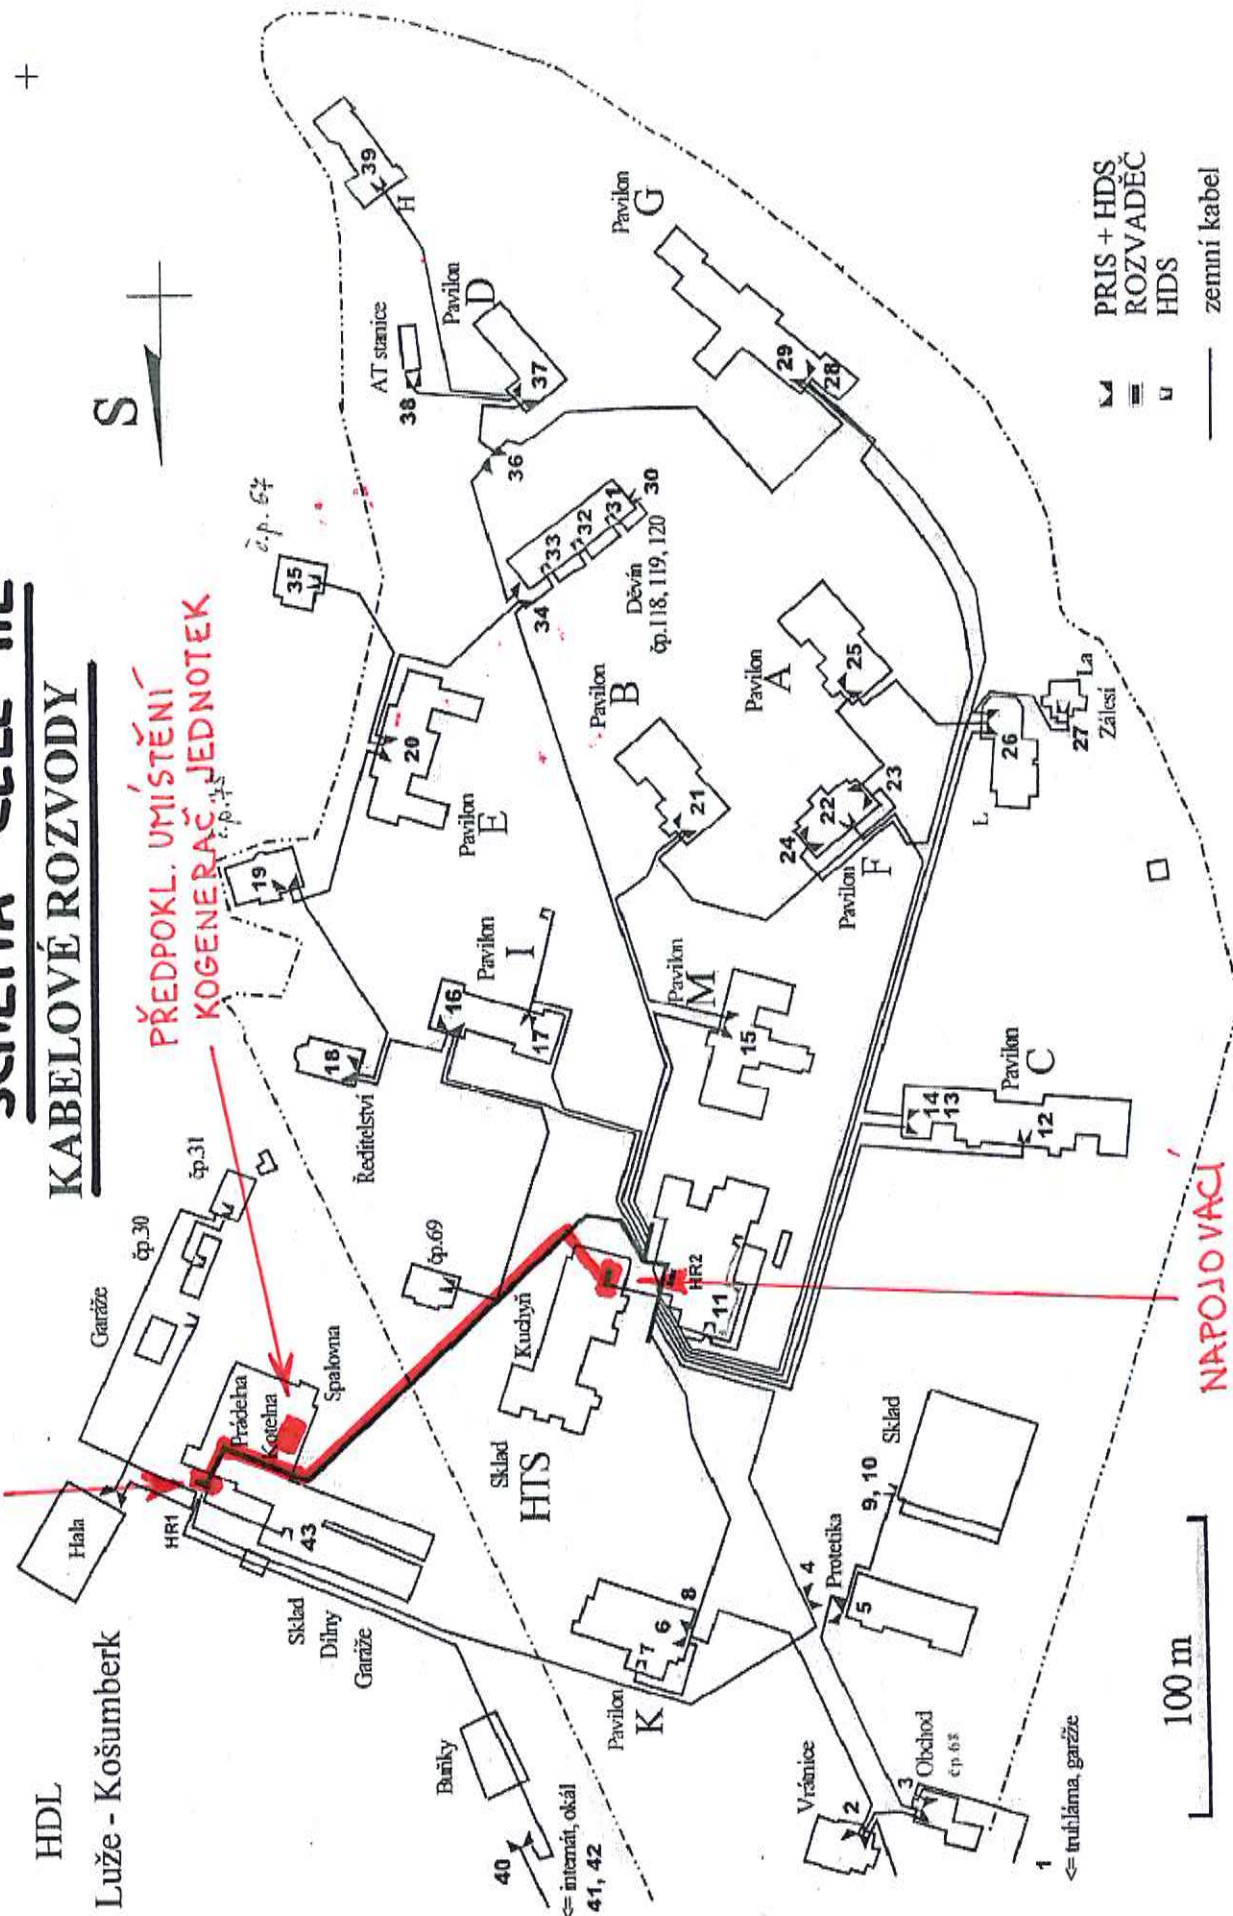 KABELOVÉ ROZVODY
HDL
Luže - Košumberk
PŘEDPOKL. UMÍSTĚNÍ
KOGENERAČ. JEDNOTEK
S
Hala
HR1
Garáže
čp.30
čp.31
Prádelna
Kotelna
Spalovna
43
Sklad
Dílny
Garáže
Buňky
40
<= internát, okál
41, 42
čp.69
Ředitelství
18
19
16
17
Pavilon
I
20
Pavilon
E
35
č.p. 67
AT stanice
38
Pavilon
D
37
39
H
36
34
33
32
31
30
Děvín
čp.118, 119, 120
Pavilon
G
29
28
Pavilon
B
21
Pavilon
A
25
22
23
24
Pavilon
F
26
L
27
La
Zálesí
Pavilon
M
15
Pavilon
C
14
13
12
Kuchyň
Sklad
HTS
HR2
11
Pavilon
K
6
7
8
4
Protetika
5
9, 10
Sklad
Vrátnice
2
3
Obchod
čp. 68
1
<= truhlárna, garáže
100 m
NAPOJOVACÍ
PRIS + HDS
ROZVADĚČ
HDS
zemní kabel